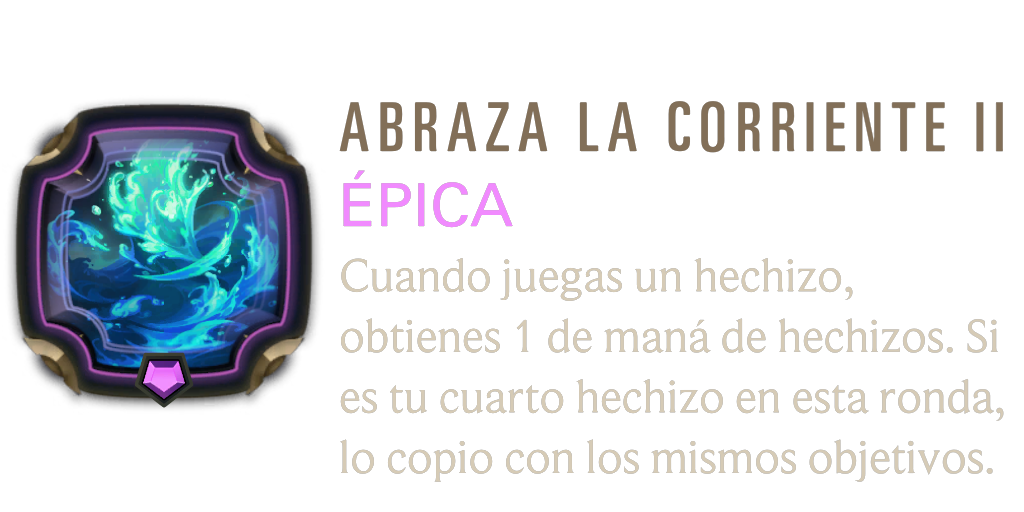 ABRAZA LA CORRIENTE II
ÉPICA
Cuando juegas un hechizo,
obtienes 1 de maná de hechizos. Si
es tu cuarto hechizo en esta ronda,
lo copio con los mismos objetivos.